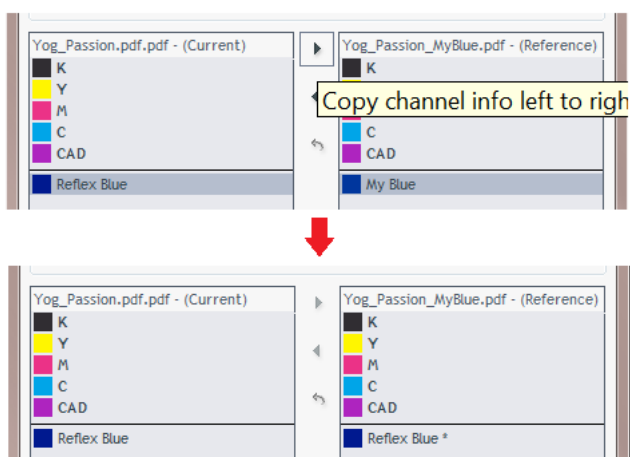 Yog_Passion.pdf.pdf - (Current)
Yog_Passion_MyBlue.pdf - (Reference)
K
K
Y
Copy channel info left to righ
M
C
C
CAD
CAD
Reflex Blue
My Blue
Yog_Passion.pdf.pdf - (Current)
Yog_Passion_MyBlue.pdf - (Reference)
K
K
Y
Y
M
M
C
C
CAD
CAD
Reflex Blue
Reflex Blue *